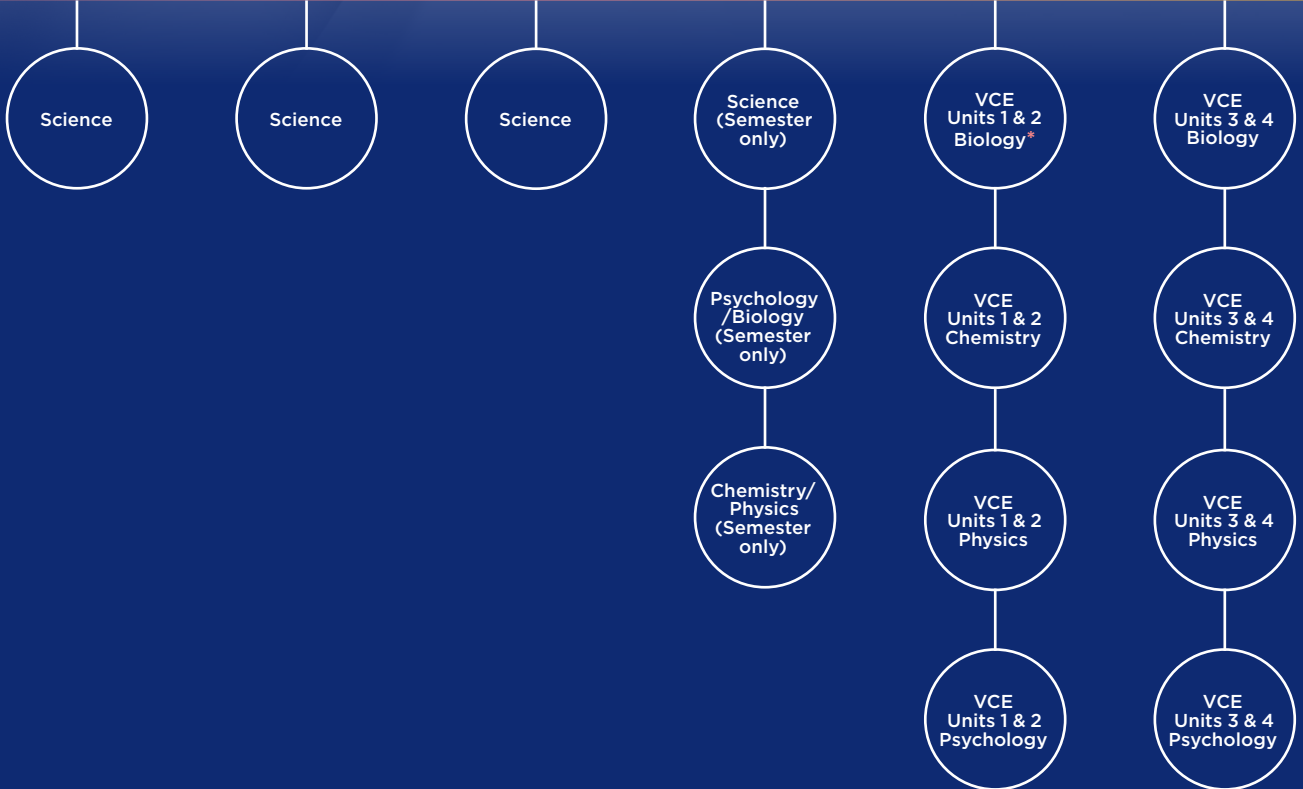 Science
Science
Science
Science
(Semester
only)
VCE
Units 1 & 2
Biology*
VCE
Units 3 & 4
Biology
Psychology
/Biology
(Semester
only)
VCE
Units 1 & 2
Chemistry
VCE
Units 3 & 4
Chemistry
Chemistry/
Physics
(Semester
only)
VCE
Units 1 & 2
Physics
VCE
Units 3 & 4
Physics
VCE
Units 1 & 2
Psychology
VCE
Units 3 & 4
Psychology